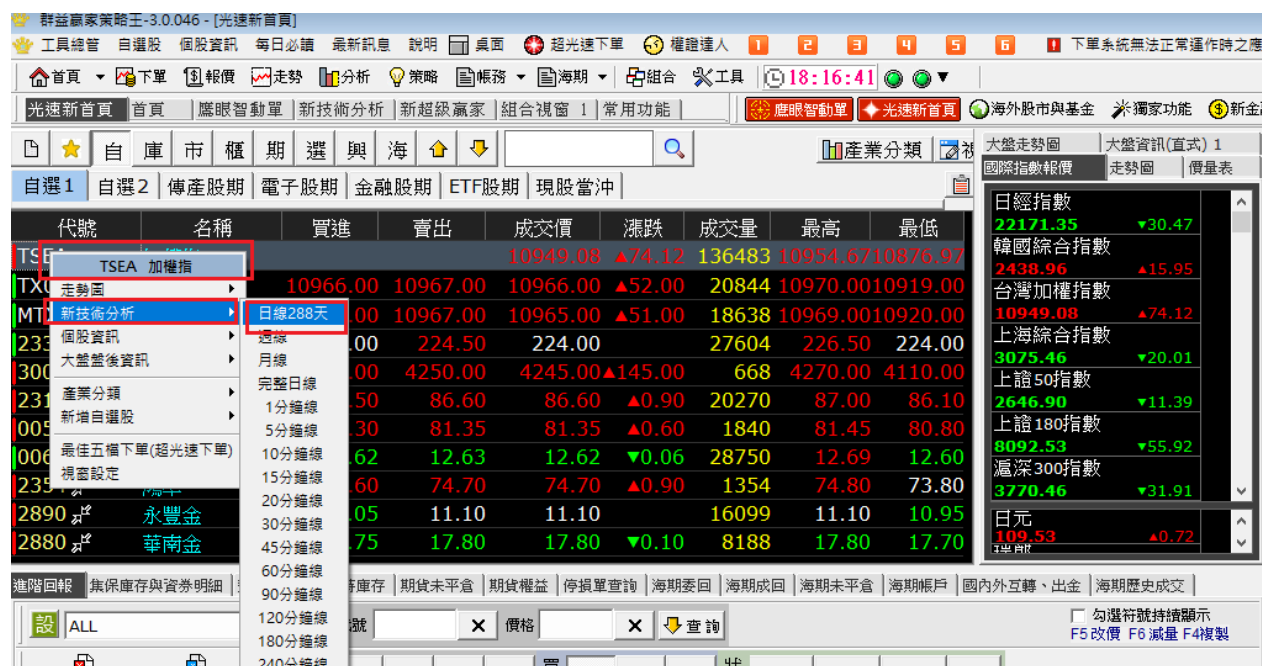 群益贏家策略王-3.0.046 - [光速新首頁]
工具總管 自選股 個股資訊 每日必讀 最新訊息 說明 桌面 超光速下單 權證達人 1 2 3 4 5 6 下單系統無法正常運作時之應
首頁 下單 報價 走勢 分析 策略 帳務 海期 組合 工具 18:16:41
光速新首頁 首頁 鷹眼智動單 新技術分析 新超級贏家 組合視窗 1 常用功能 鷹眼智動單 光速新首頁 海外股市與基金 獨家功能 新金
自 庫 市 櫃 期 選 興 海 產業分類
自選1 自選2 傳產股期 電子股期 金融股期 ETF股期 現股當沖
代號 名稱 買進 賣出 成交價 漲跌 成交量 最高 最低
10949.08 ▲74.12 136483 10954.67 10876.97
10966.00 10967.00 10966.00 ▲52.00 20844 10970.00 10919.00
.00 10967.00 10965.00 ▲51.00 18638 10969.00 10920.00
.00 224.50 224.00 27604 226.50 224.00
.00 4250.00 4245.00 ▲145.00 668 4270.00 4110.00
.50 86.60 86.60 ▲0.90 20270 87.00 86.10
.30 81.35 81.35 ▲0.60 1840 81.45 80.80
.62 12.63 12.62 ▼0.06 28750 12.69 12.60
.60 74.70 74.70 ▲0.90 1354 74.80 73.80
2890 永豐金 .05 11.10 11.10 16099 11.10 10.95
2880 華南金 .75 17.80 17.80 ▼0.10 8188 17.80 17.70
TSEA 加權指
走勢圖
新技術分析
個股資訊
大盤盤後資訊
產業分類
新增自選股
最佳五檔下單(超光速下單)
視窗設定
日線288天
週線
月線
完整日線
1分鐘線
5分鐘線
10分鐘線
15分鐘線
20分鐘線
30分鐘線
45分鐘線
60分鐘線
90分鐘線
120分鐘線
180分鐘線
240分鐘線
大盤走勢圖 大盤資訊(直式) 1
國際指數報價 走勢圖 價量表
日經指數
22171.35 ▼30.47
韓國綜合指數
2438.96 ▲15.95
台灣加權指數
10949.08 ▲74.12
上海綜合指數
3075.46 ▼20.01
上證50指數
2646.90 ▼11.39
上證180指數
8092.53 ▼55.92
滬深300指數
3770.46 ▼31.91
日元
109.53 ▲0.72
進階回報 集保庫存與資券明細 庫存 期貨未平倉 期貨權益 停損單查詢 海期委回 海期成回 海期未平倉 海期帳戶 國內外互轉、出金 海期歷史成交
設 ALL 號 價格 查詢 勾選符號持續顯示
F5改價 F6減量 F4複製
買